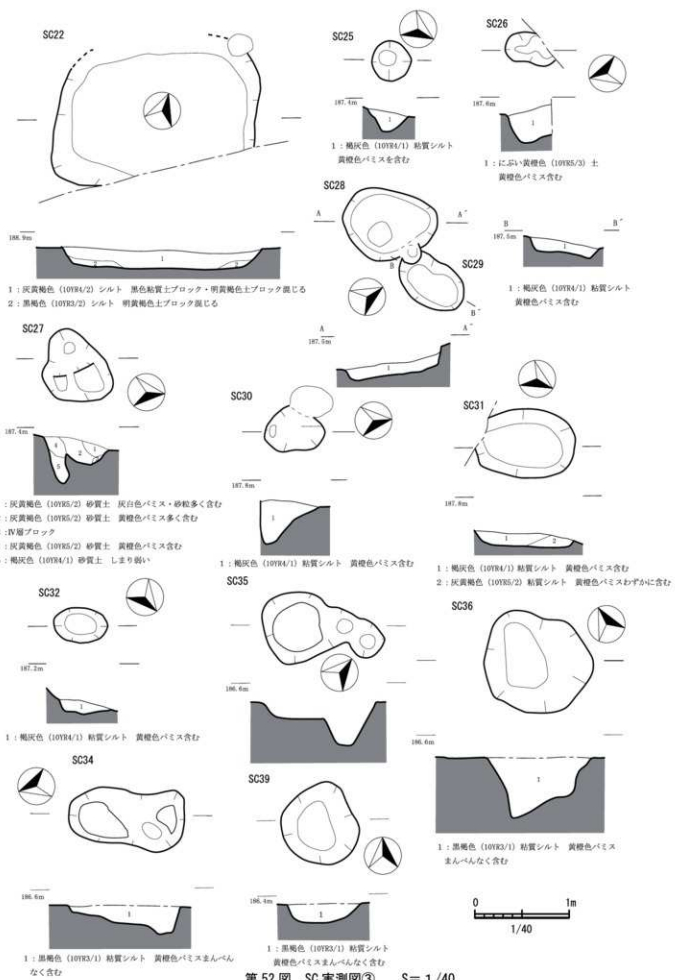 SC22
188.9m
1：灰黄褐色（10YR4/2）シルト　黒色粘質土ブロック・明黄褐色土ブロック混じる
2：黒褐色（10YR3/2）シルト　明黄褐色土ブロック混じる
1
2
2
SC25
187.4m
1
1：褐灰色（10YR4/1）粘質シルト
黄橙色パミスを含む
SC26
187.6m
1
1：にぶい黄橙色（10YR5/3）土
黄橙色パミス含む
SC28
A
A´
B
SC29
B´
A
187.5m
A´
1
B
187.5m
B´
1
1：褐灰色（10YR4/1）粘質シルト
黄橙色パミス含む
SC27
187.4m
4
5
2
1
：灰黄褐色（10YR5/2）砂質土　灰白色パミス・砂粒多く含む
：灰黄褐色（10YR5/2）砂質土　黄橙色パミス多く含む
：Ⅳ層ブロック
：灰黄褐色（10YR5/2）砂質土　黄橙色パミス含む
：褐灰色（10YR4/1）砂質土　しまり弱い
SC30
187.8m
1
1：褐灰色（10YR4/1）粘質シルト　黄橙色パミス含む
SC31
187.8m
1
2
1：褐灰色（10YR4/1）粘質シルト　黄橙色パミス含む
2：灰黄褐色（10YR5/2）粘質シルト　黄橙色パミスわずかに含む
SC32
187.2m
1
1：褐灰色（10YR4/1）粘質シルト　黄橙色パミス含む
SC35
186.6m
SC36
186.6m
1
1：黒褐色（10YR3/1）粘質シルト　黄橙色パミス
まんべんなく含む
SC34
186.6m
1
1：黒褐色（10YR3/1）粘質シルト　黄橙色パミスまんべん
なく含む
SC39
186.4m
1
1：黒褐色（10YR3/1）粘質シルト
黄橙色パミスまんべんなく含む
0
1m
1/40
第52図　SC実測図③　S＝1/40